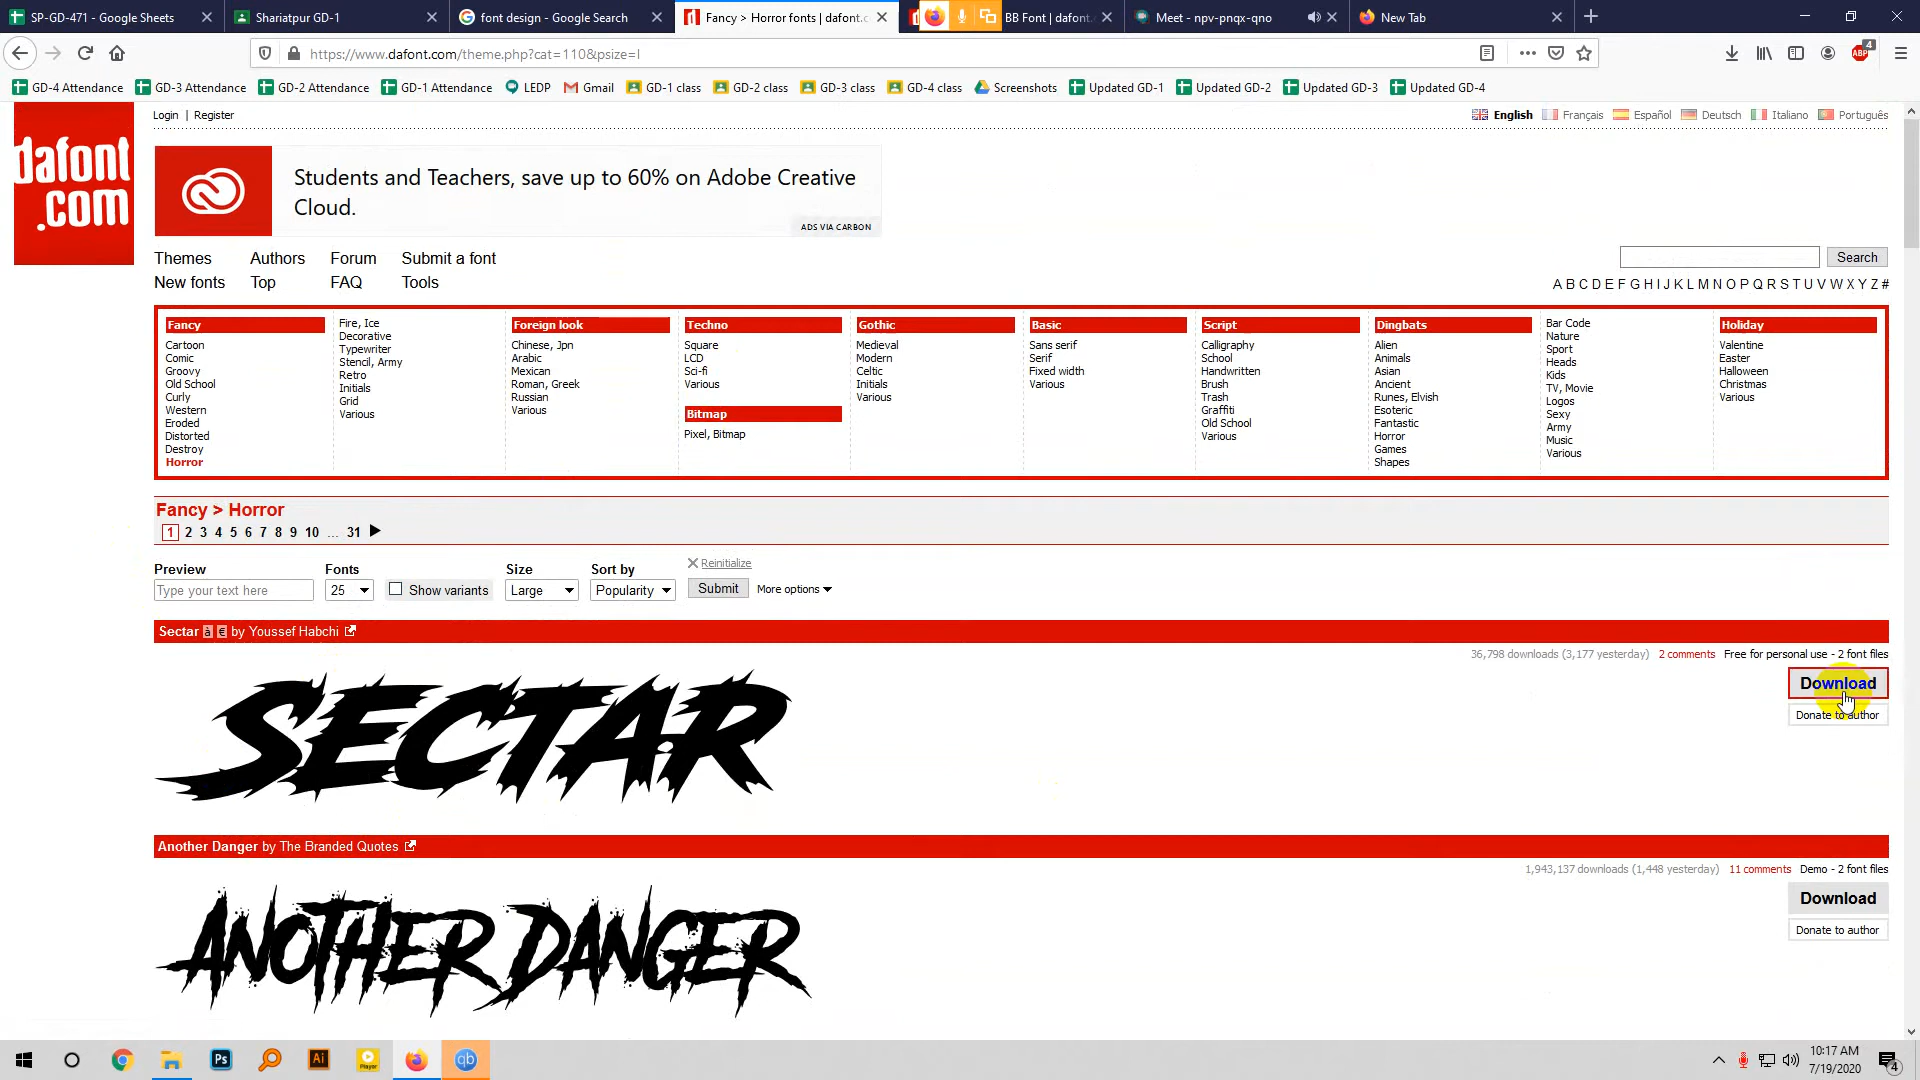 SP-GD-471 - Google Sheets
Shariatpur GD-1
font design - Google Search
Fancy > Horror fonts | dafont.c
BB Font | dafont.
Meet - npv-pnqx-qno
New Tab
https://www.dafont.com/theme.php?cat=110&psize=l
ABP 4
GD-4 Attendance GD-3 Attendance GD-2 Attendance GD-1 Attendance LEDP Gmail GD-1 class GD-2 class GD-3 class GD-4 class Screenshots Updated GD-1 Updated GD-2 Updated GD-3 Updated GD-4
dafont
.com
Login | Register
English Français Español Deutsch Italiano Português
Students and Teachers, save up to 60% on Adobe Creative
Cloud.
ADS VIA CARBON
Themes Authors Forum Submit a font
New fonts Top FAQ Tools
Search
A B C D E F G H I J K L M N O P Q R S T U V W X Y Z #
Fancy
Cartoon
Comic
Groovy
Old School
Curly
Western
Eroded
Distorted
Destroy
Horror
Fire, Ice
Decorative
Typewriter
Stencil, Army
Retro
Initials
Grid
Various
Foreign look
Chinese, Jpn
Arabic
Mexican
Roman, Greek
Russian
Various
Techno
Square
LCD
Sci-fi
Various
Bitmap
Pixel, Bitmap
Gothic
Medieval
Modern
Celtic
Initials
Various
Basic
Sans serif
Serif
Fixed width
Various
Script
Calligraphy
School
Handwritten
Brush
Trash
Graffiti
Old School
Various
Dingbats
Alien
Animals
Asian
Ancient
Runes, Elvish
Esoteric
Fantastic
Horror
Games
Shapes
Bar Code
Nature
Sport
Heads
Kids
TV, Movie
Logos
Sexy
Army
Music
Various
Holiday
Valentine
Easter
Halloween
Christmas
Various
Fancy > Horror
1 2 3 4 5 6 7 8 9 10 ... 31
Preview Fonts Size Sort by Reinitialize
Type your text here 25 Show variants Large Popularity Submit More options
Sectar à € by Youssef Habchi
36,798 downloads (3,177 yesterday) 2 comments Free for personal use - 2 font files
SECTAR
Download
Donate to author
Another Danger by The Branded Quotes
1,943,137 downloads (1,448 yesterday) 11 comments Demo - 2 font files
ANOTHER DANGER
Download
Donate to author
Ps
Ai
Player
qb
10:17 AM
7/19/2020
4